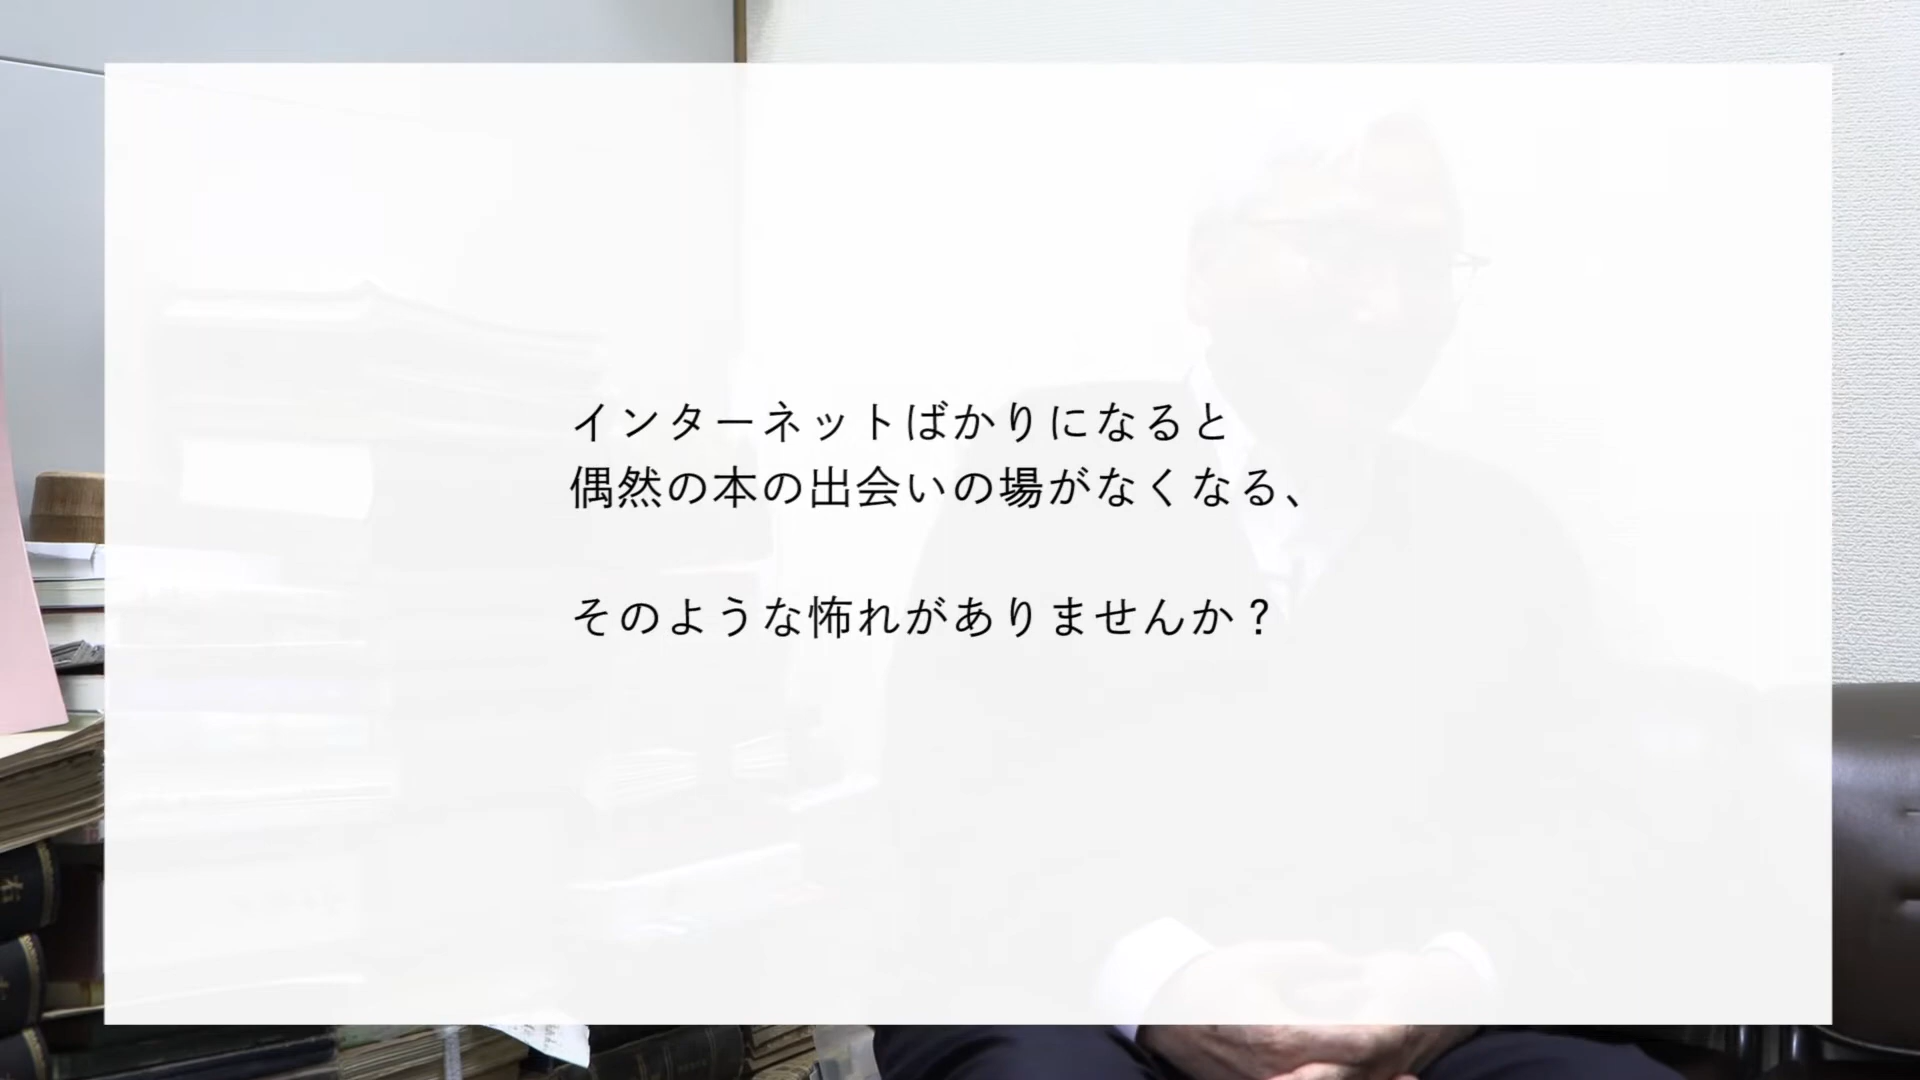 インターネットばかりになると
偶然の本の出会いの場がなくなる、
そのような怖れがありませんか？